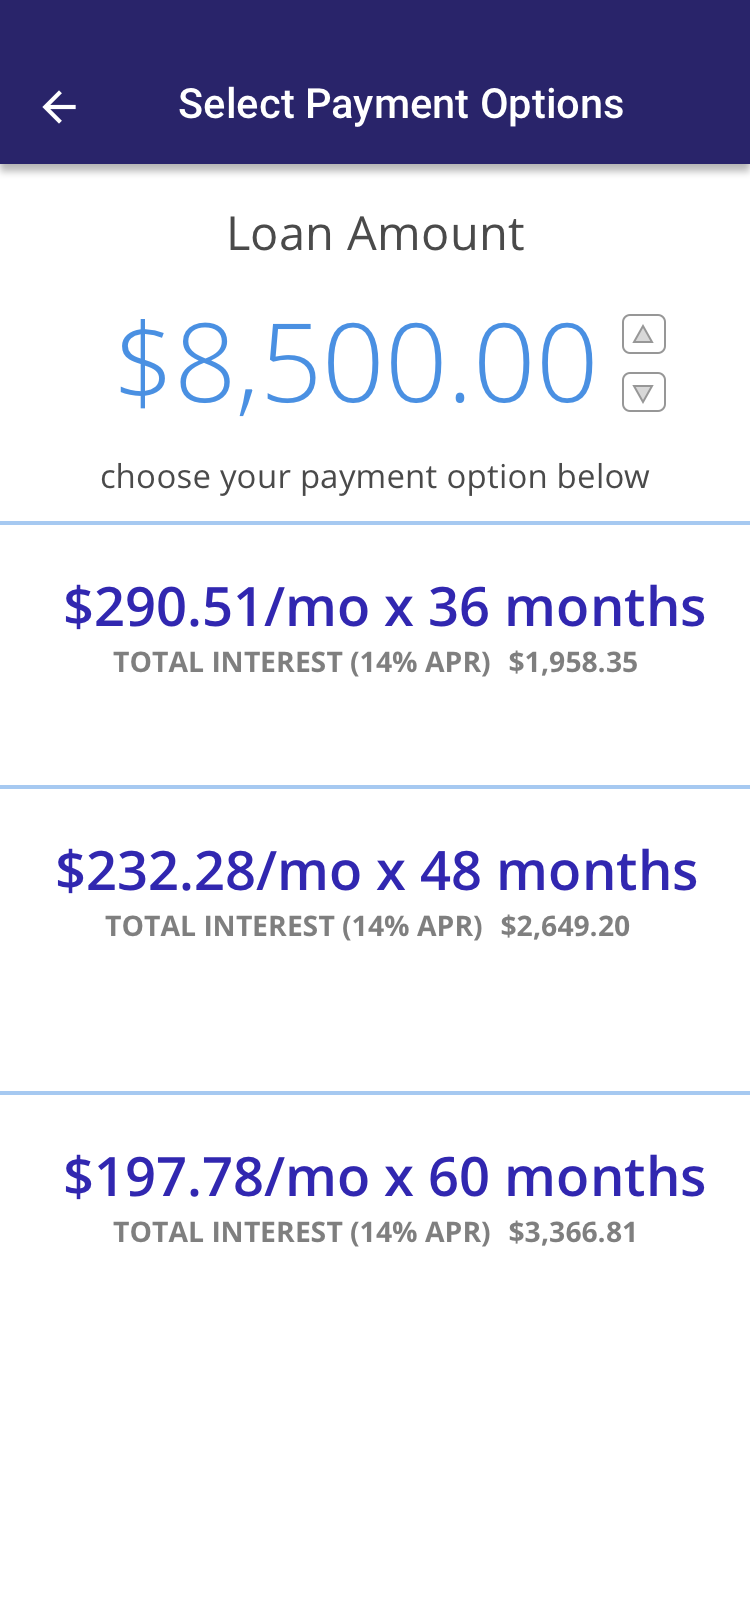 Select Payment Options
Loan Amount
$8,500.00
choose your payment option below
$290.51/mo x 36 months
TOTAL INTEREST (14% APR) $1,958.35
$232.28/mo x 48 months
TOTAL INTEREST (14% APR) $2,649.20
$197.78/mo x 60 months
TOTAL INTEREST (14% APR) $3,366.81